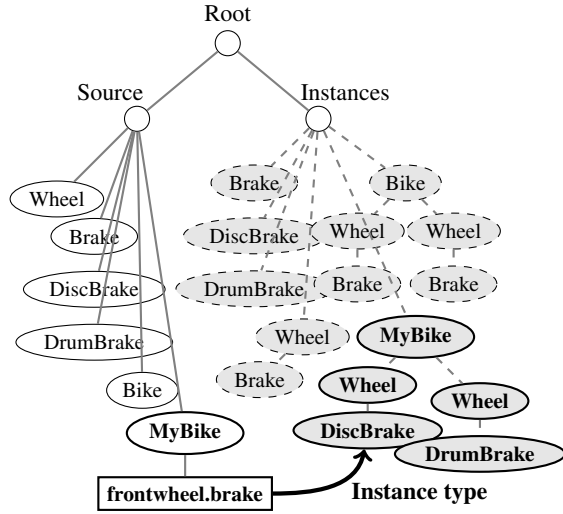 Root
Source
Instances
Wheel
Brake
DiscBrake
DrumBrake
Bike
MyBike
frontwheel.brake
Brake
Bike
DiscBrake
Wheel
Wheel
DrumBrake
Brake
Brake
Wheel
MyBike
Brake
Wheel
Wheel
DiscBrake
DrumBrake
Instance type